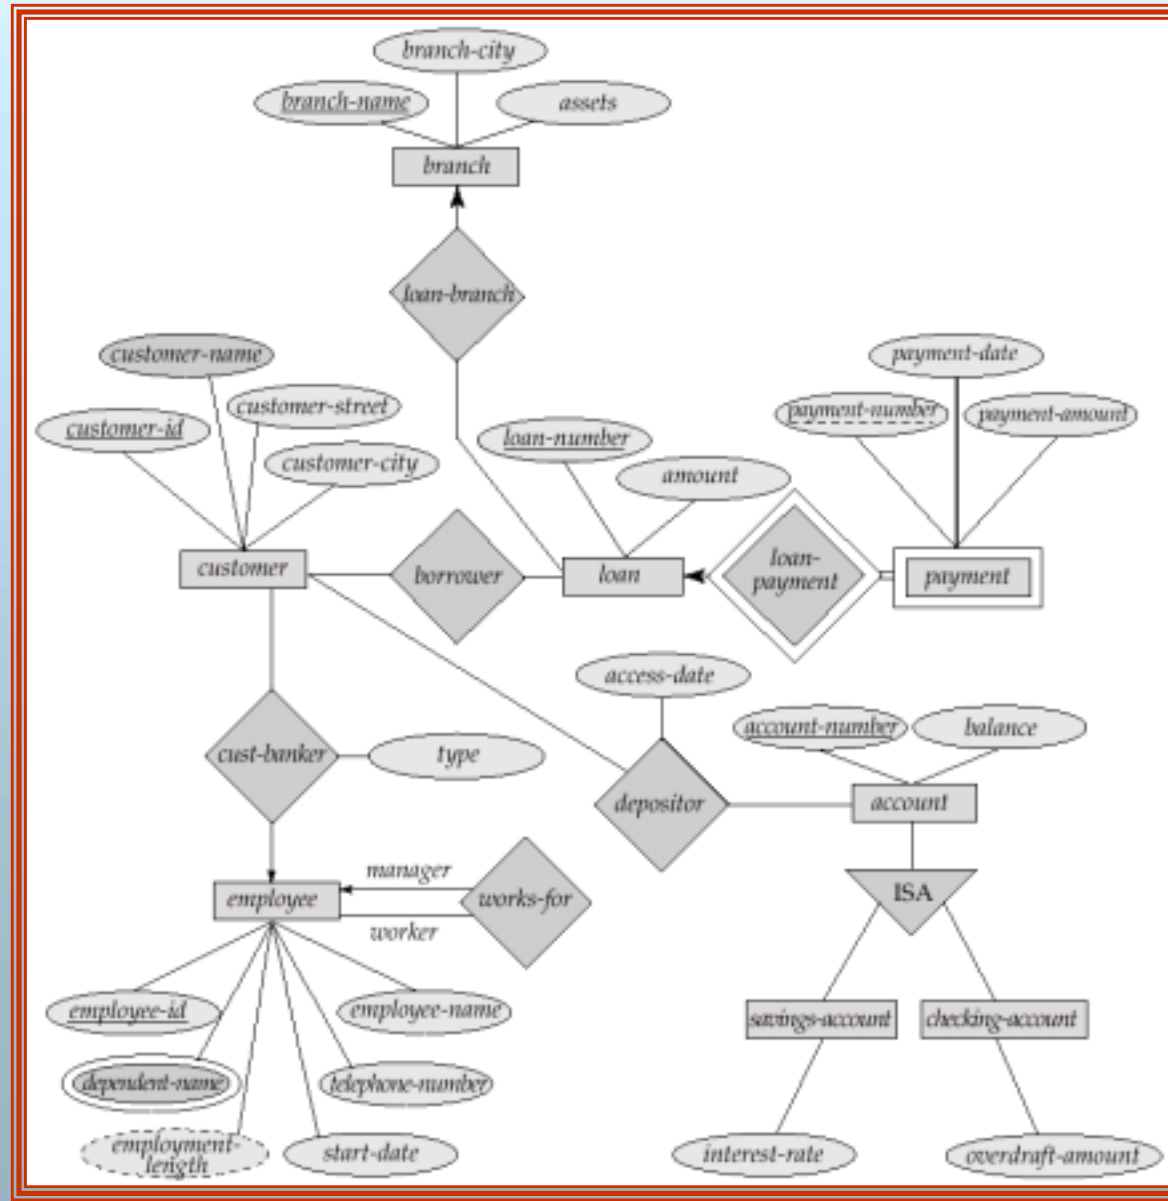 branch-city
branch-name
assets
branch
loan-branch
customer-name
payment-date
customer-street
payment-number
payment-amount
customer-id
loan-number
customer-city
amount
customer
borrower
loan
loan-
payment
payment
access-date
account-number
balance
cust-banker
type
depositor
account
manager
employee
works-for
ISA
worker
employee-id
employee-name
savings-account
checking-account
dependent-name
telephone-number
employment-
length
start-date
interest-rate
overdraft-amount